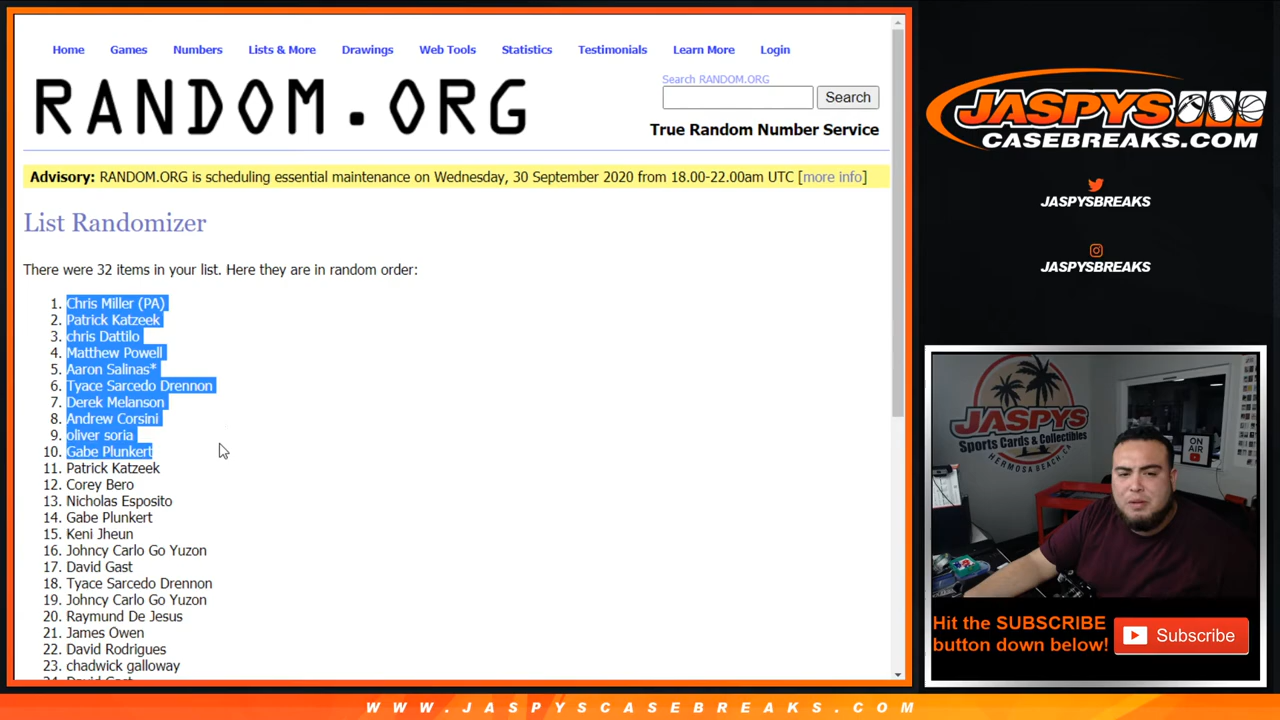 Home Games Numbers Lists & More Drawings Web Tools Statistics Testimonials Learn More Login
RANDOM.ORG
Search RANDOM.ORG
Search
True Random Number Service
Advisory: RANDOM.ORG is scheduling essential maintenance on Wednesday, 30 September 2020 from 18.00-22.00am UTC [more info]
List Randomizer
There were 32 items in your list. Here they are in random order:
1. Chris Miller (PA)
2. Patrick Katzeek
3. chris Dattilo
4. Matthew Powell
5. Aaron Salinas*
6. Tyace Sarcedo Drennon
7. Derek Melanson
8. Andrew Corsini
9. oliver soria
10. Gabe Plunkert
11. Patrick Katzeek
12. Corey Bero
13. Nicholas Esposito
14. Gabe Plunkert
15. Keni Jheun
16. Johncy Carlo Go Yuzon
17. David Gast
18. Tyace Sarcedo Drennon
19. Johncy Carlo Go Yuzon
20. Raymund De Jesus
21. James Owen
22. David Rodrigues
23. chadwick galloway
24. David Gast
JASPYS
CASEBREAKS.COM
JASPYSBREAKS
JASPYSBREAKS
JASPYS
Sports Cards & Collectibles
HERMOSA BEACH, CA
ON AIR
Hit the SUBSCRIBE
button down below!
Subscribe
WWW.JASPYSCASEBREAKS.COM